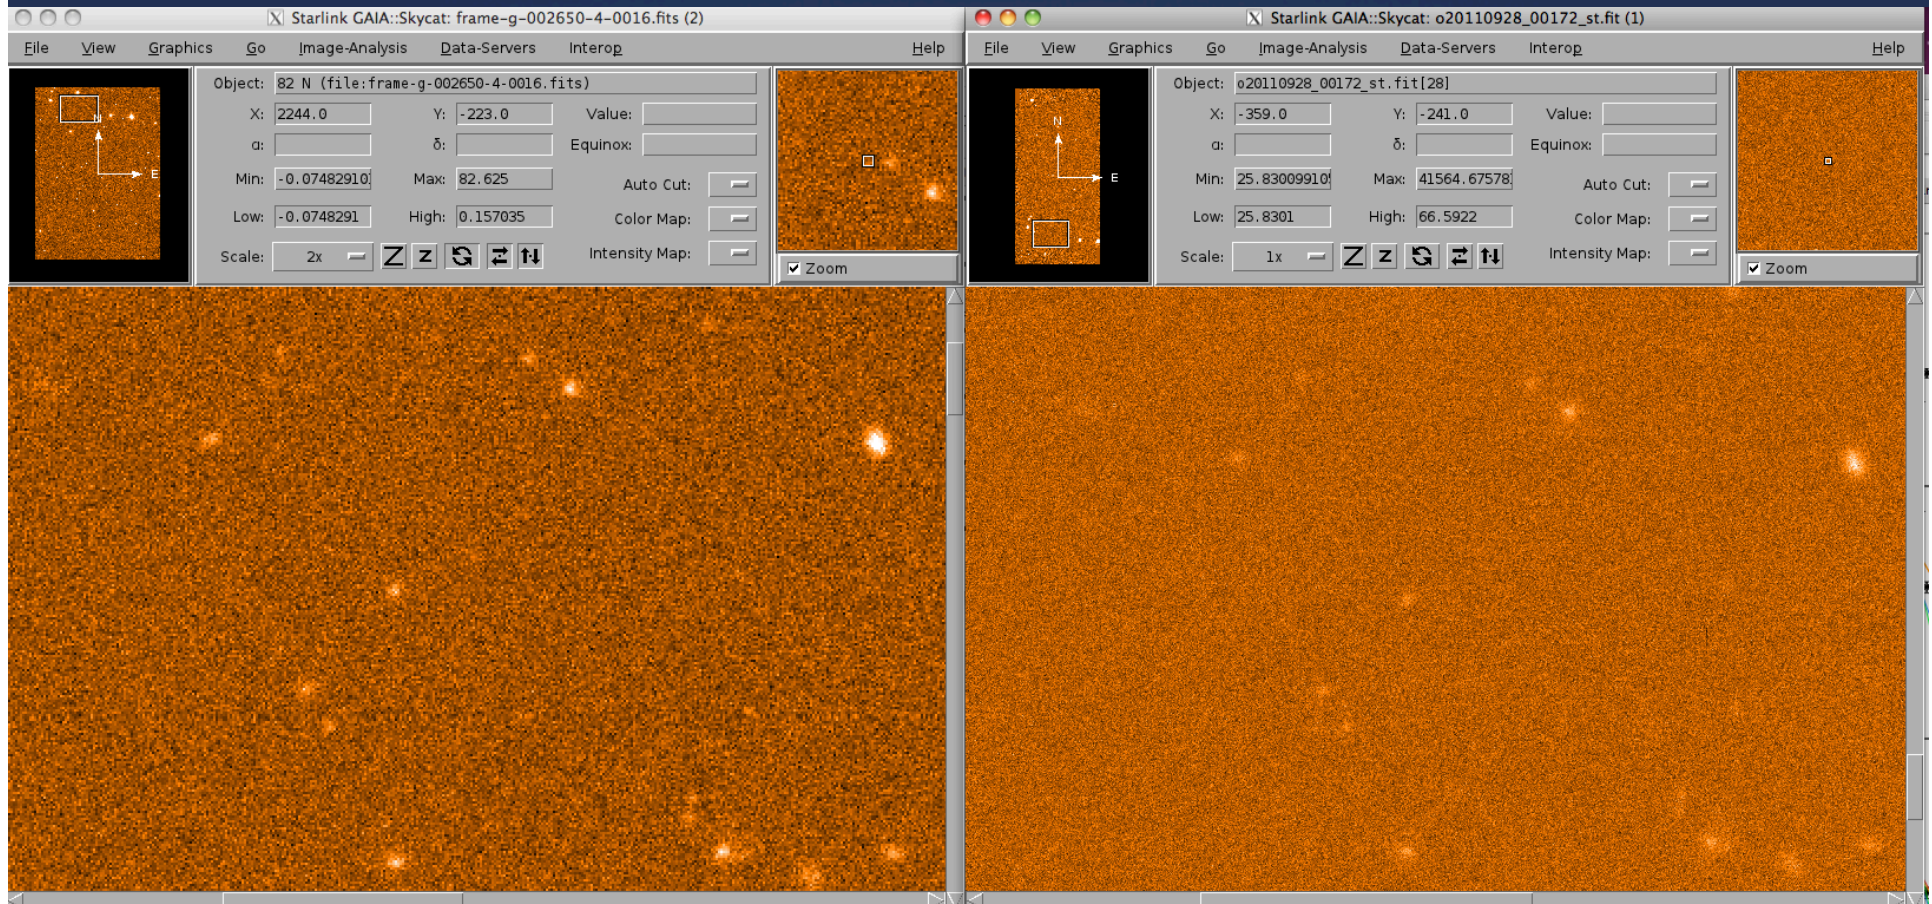 Starlink GAIA::Skycat: frame-g-002650-4-0016.fits (2)
File View Graphics Go Image-Analysis Data-Servers Interop Help
Object: 82 N (file:frame-g-002650-4-0016.fits)
X: 2244.0 Y: -223.0 Value:
α: δ: Equinox:
Min: -0.07482910 Max: 82.625 Auto Cut:
Low: -0.0748291 High: 0.157035 Color Map:
Scale: 2x Z z Intensity Map:
Zoom
N
E
Starlink GAIA::Skycat: o20110928_00172_st.fit (1)
File View Graphics Go Image-Analysis Data-Servers Interop Help
Object: o20110928_00172_st.fit[28]
X: -359.0 Y: -241.0 Value:
α: δ: Equinox:
Min: 25.83009910 Max: 41564.67578 Auto Cut:
Low: 25.8301 High: 66.5922 Color Map:
Scale: 1x Z z Intensity Map:
Zoom
N
E